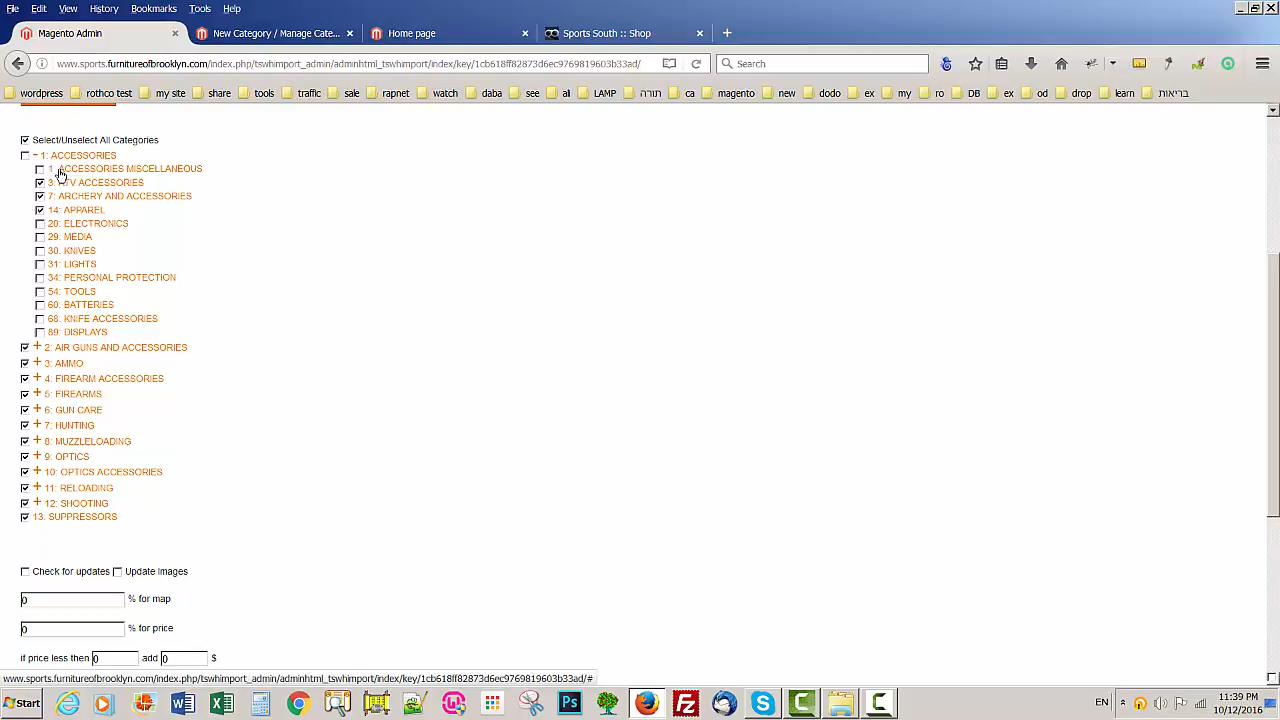 File Edit View History Bookmarks Tools Help
Magento Admin × New Category / Manage Cate... × Home page × Sports South :: Shop × +
www.sports.furnitureofbrooklyn.com/index.php/tswhimport_admin/adminhtml_tswhimport/index/key/1cb618ff82873d6ec9769819603b33ad/ Search
wordpress rothco test my site share tools traffic sale rapnet watch daba see ali LAMP תורה ca magento new dodo ex my ro DB ex od drop learn בריאות
Select/Unselect All Categories
1: ACCESSORIES
1: ACCESSORIES MISCELLANEOUS
3: ATV ACCESSORIES
7: ARCHERY AND ACCESSORIES
14: APPAREL
20: ELECTRONICS
29: MEDIA
30: KNIVES
31: LIGHTS
34: PERSONAL PROTECTION
54: TOOLS
60: BATTERIES
68: KNIFE ACCESSORIES
89: DISPLAYS
2: AIR GUNS AND ACCESSORIES
3: AMMO
4: FIREARM ACCESSORIES
5: FIREARMS
6: GUN CARE
7: HUNTING
8: MUZZLELOADING
9: OPTICS
10: OPTICS ACCESSORIES
11: RELOADING
12: SHOOTING
13: SUPPRESSORS
Check for updates Update Images
0 % for map
0 % for price
if price less then 0 add 0 $
www.sports.furnitureofbrooklyn.com/index.php/tswhimport_admin/adminhtml_tswhimport/index/key/1cb618ff82873d6ec9769819603b33ad/#
Start EN 11:39 PM
10/12/2016